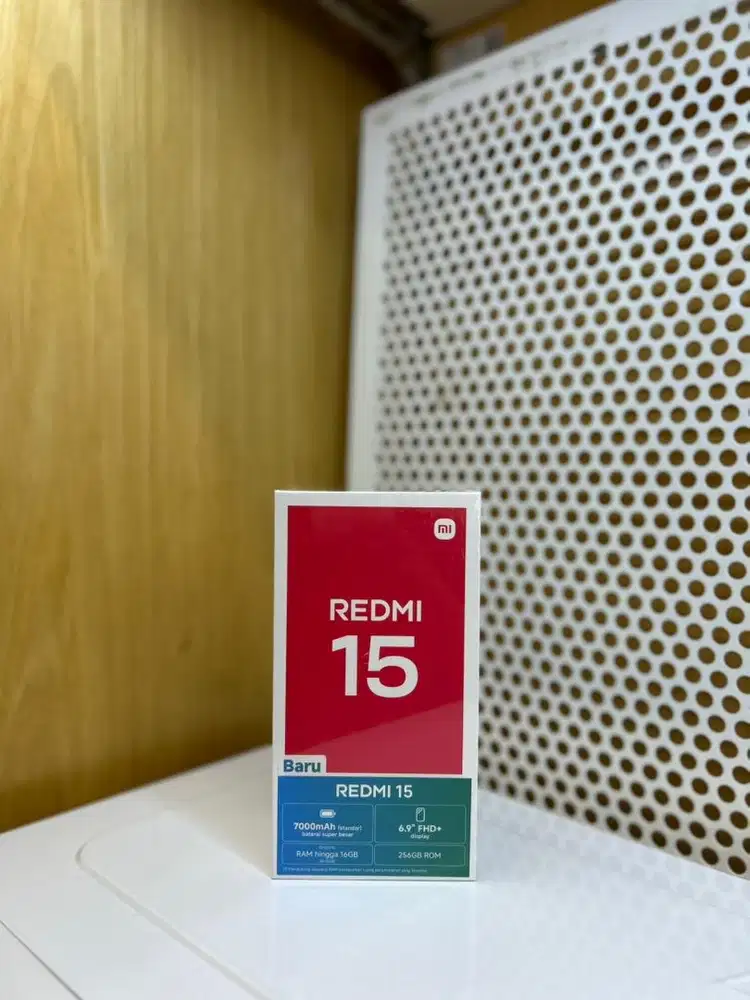 mi
REDMI
15
Baru
REDMI 15
7000mAh (standar)
baterai super besar
6.9" FHD+
display
RAM hingga 16GB
256GB ROM